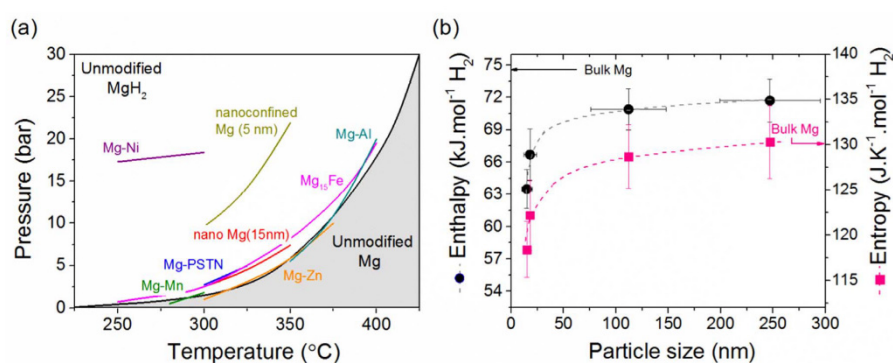 (a)
30
25
20
15
10
5
0
Pressure (bar)
250
300
350
400
Temperature (°C)
Unmodified
MgH₂
nanoconfined
Mg (5 nm)
Mg-Ni
Mg-Al
Mg₁₅Fe
nano Mg(15nm)
Mg-PSTN
Mg-Mn
Mg-Zn
Unmodified
Mg
(b)
75
72
69
66
63
60
57
54
Enthalpy (kJ.mol⁻¹ H₂)
0
50
100
150
200
250
300
Particle size (nm)
Bulk Mg
Bulk Mg
140
135
130
125
120
115
Entropy (J.K⁻¹.mol⁻¹ H₂)